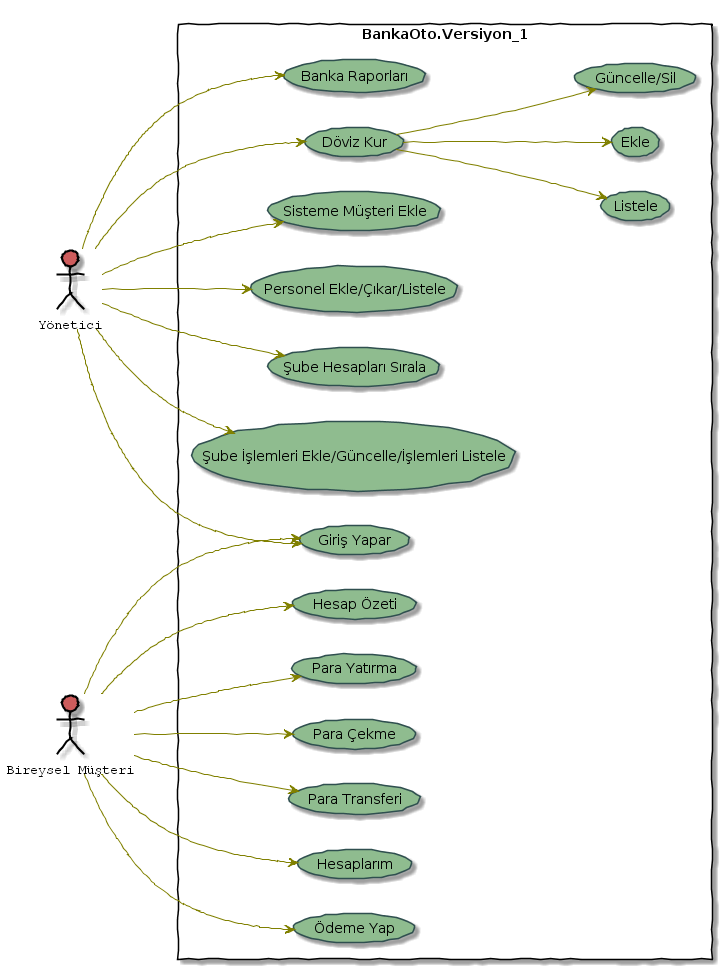 BankaOto.Versiyon_1
Banka Raporları
Güncelle/Sil
Döviz Kur
Ekle
Listele
Sisteme Müşteri Ekle
Personel Ekle/Çıkar/Listele
Yönetici
Şube Hesapları Sırala
Şube İşlemleri Ekle/Güncelle/İşlemleri Listele
Giriş Yapar
Hesap Özeti
Para Yatırma
Para Çekme
Bireysel Müşteri
Para Transferi
Hesaplarım
Ödeme Yap